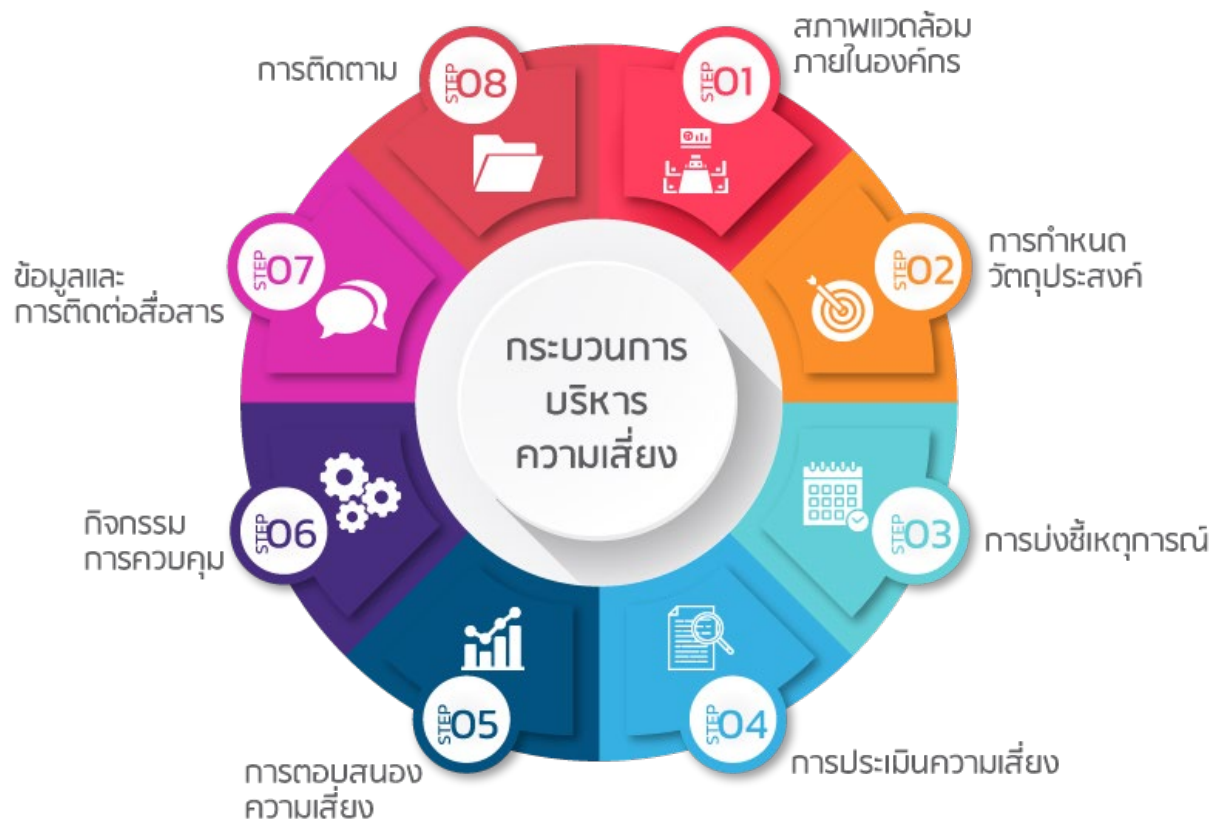 กระบวนการ
บริหาร
ความเสี่ยง
STEP 01
สภาพแวดล้อม
ภายในองค์กร
STEP 02
การกำหนด
วัตถุประสงค์
STEP 03
การบ่งชี้เหตุการณ์
STEP 04
การประเมินความเสี่ยง
STEP 05
การตอบสนอง
ความเสี่ยง
STEP 06
กิจกรรม
การควบคุม
STEP 07
ข้อมูลและ
การติดต่อสื่อสาร
STEP 08
การติดตาม